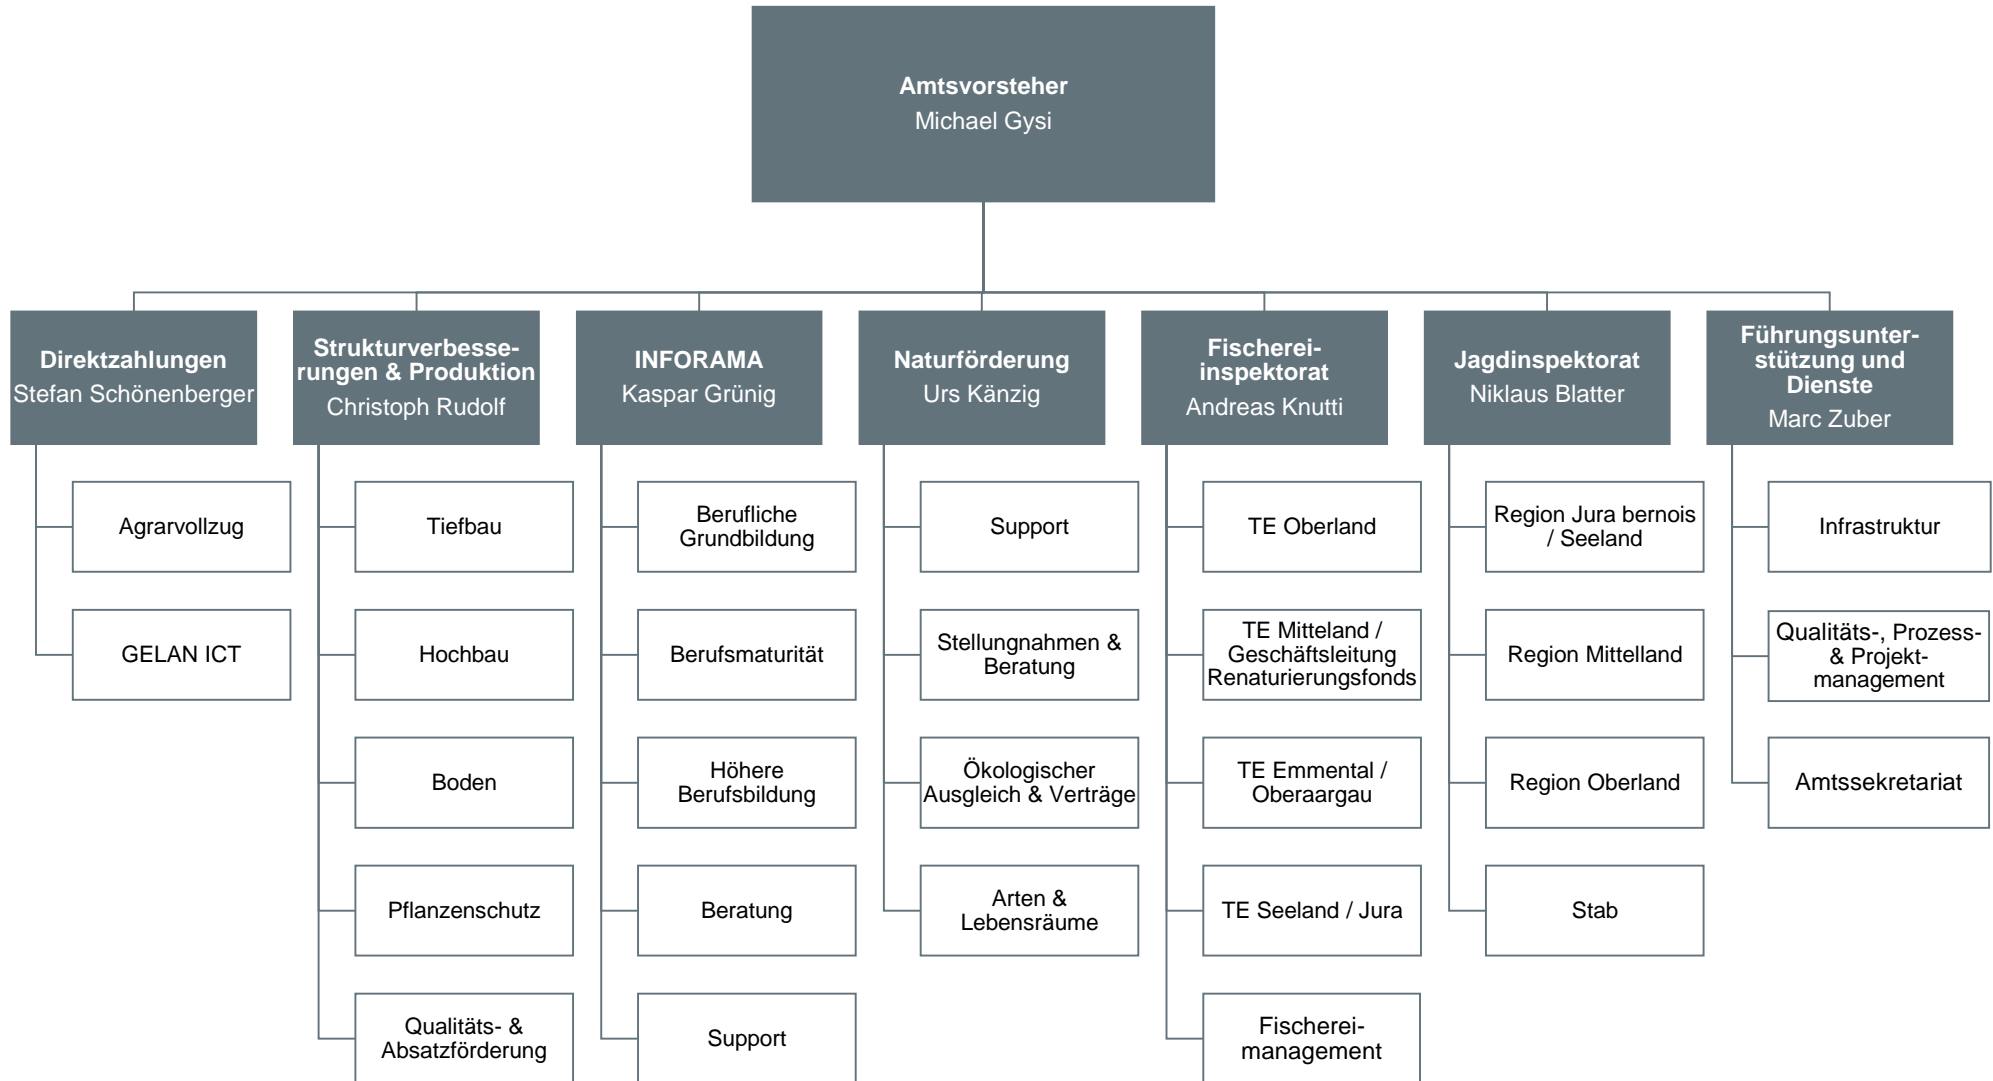 Amtsvorsteher
Michael Gysi
Direktzahlungen
Stefan Schönenberger
Strukturverbesse-
rungen & Produktion
Christoph Rudolf
INFORAMA
Kaspar Grünig
Naturförderung
Urs Känzig
Fischerei-
inspektorat
Andreas Knutti
Jagdinspektorat
Niklaus Blatter
Führungsunter-
stützung und
Dienste
Marc Zuber
Agrarvollzug
GELAN ICT
Tiefbau
Hochbau
Boden
Pflanzenschutz
Qualitäts- &
Absatzförderung
Berufliche
Grundbildung
Berufsmaturität
Höhere
Berufsbildung
Beratung
Support
Support
Stellungnahmen &
Beratung
Ökologischer
Ausgleich & Verträge
Arten &
Lebensräume
TE Oberland
TE Mitteland /
Geschäftsleitung
Renaturierungsfonds
TE Emmental /
Oberaargau
TE Seeland / Jura
Fischerei-
management
Region Jura bernois
/ Seeland
Region Mittelland
Region Oberland
Stab
Infrastruktur
Qualitäts-, Prozess-
& Projekt-
management
Amtssekretariat